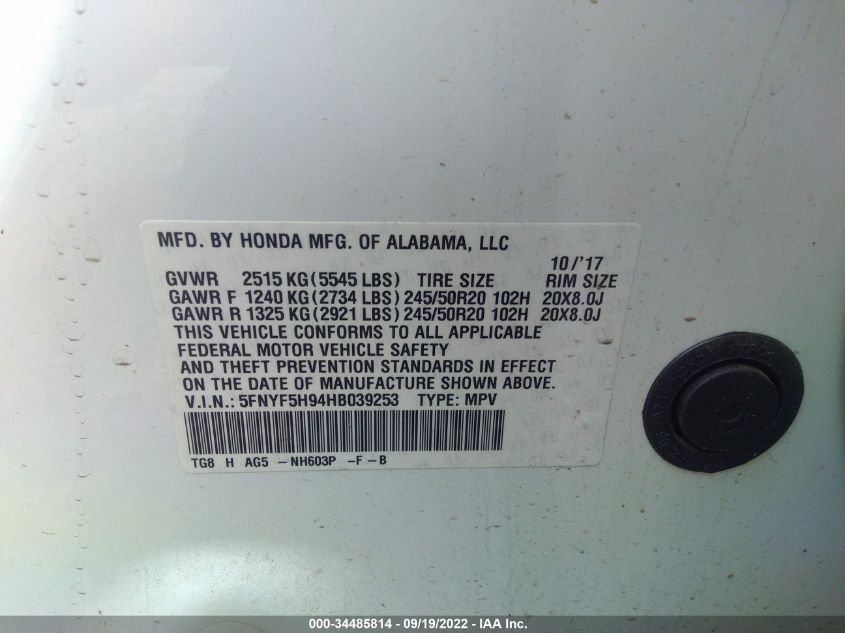 MFD. BY HONDA MFG. OF ALABAMA, LLC
10/'17
GVWR 2515 KG(5545 LBS) TIRE SIZE RIM SIZE
GAWR F 1240 KG(2734 LBS) 245/50R20 102H 20X8.0J
GAWR R 1325 KG(2921 LBS) 245/50R20 102H 20X8.0J
THIS VEHICLE CONFORMS TO ALL APPLICABLE
FEDERAL MOTOR VEHICLE SAFETY
AND THEFT PREVENTION STANDARDS IN EFFECT
ON THE DATE OF MANUFACTURE SHOWN ABOVE.
V.I.N.: 5FNYF5H94HB039253 TYPE: MPV
TG8 H AG5 -NH603P -F-B
000-34485814 - 09/19/2022 - IAA Inc.